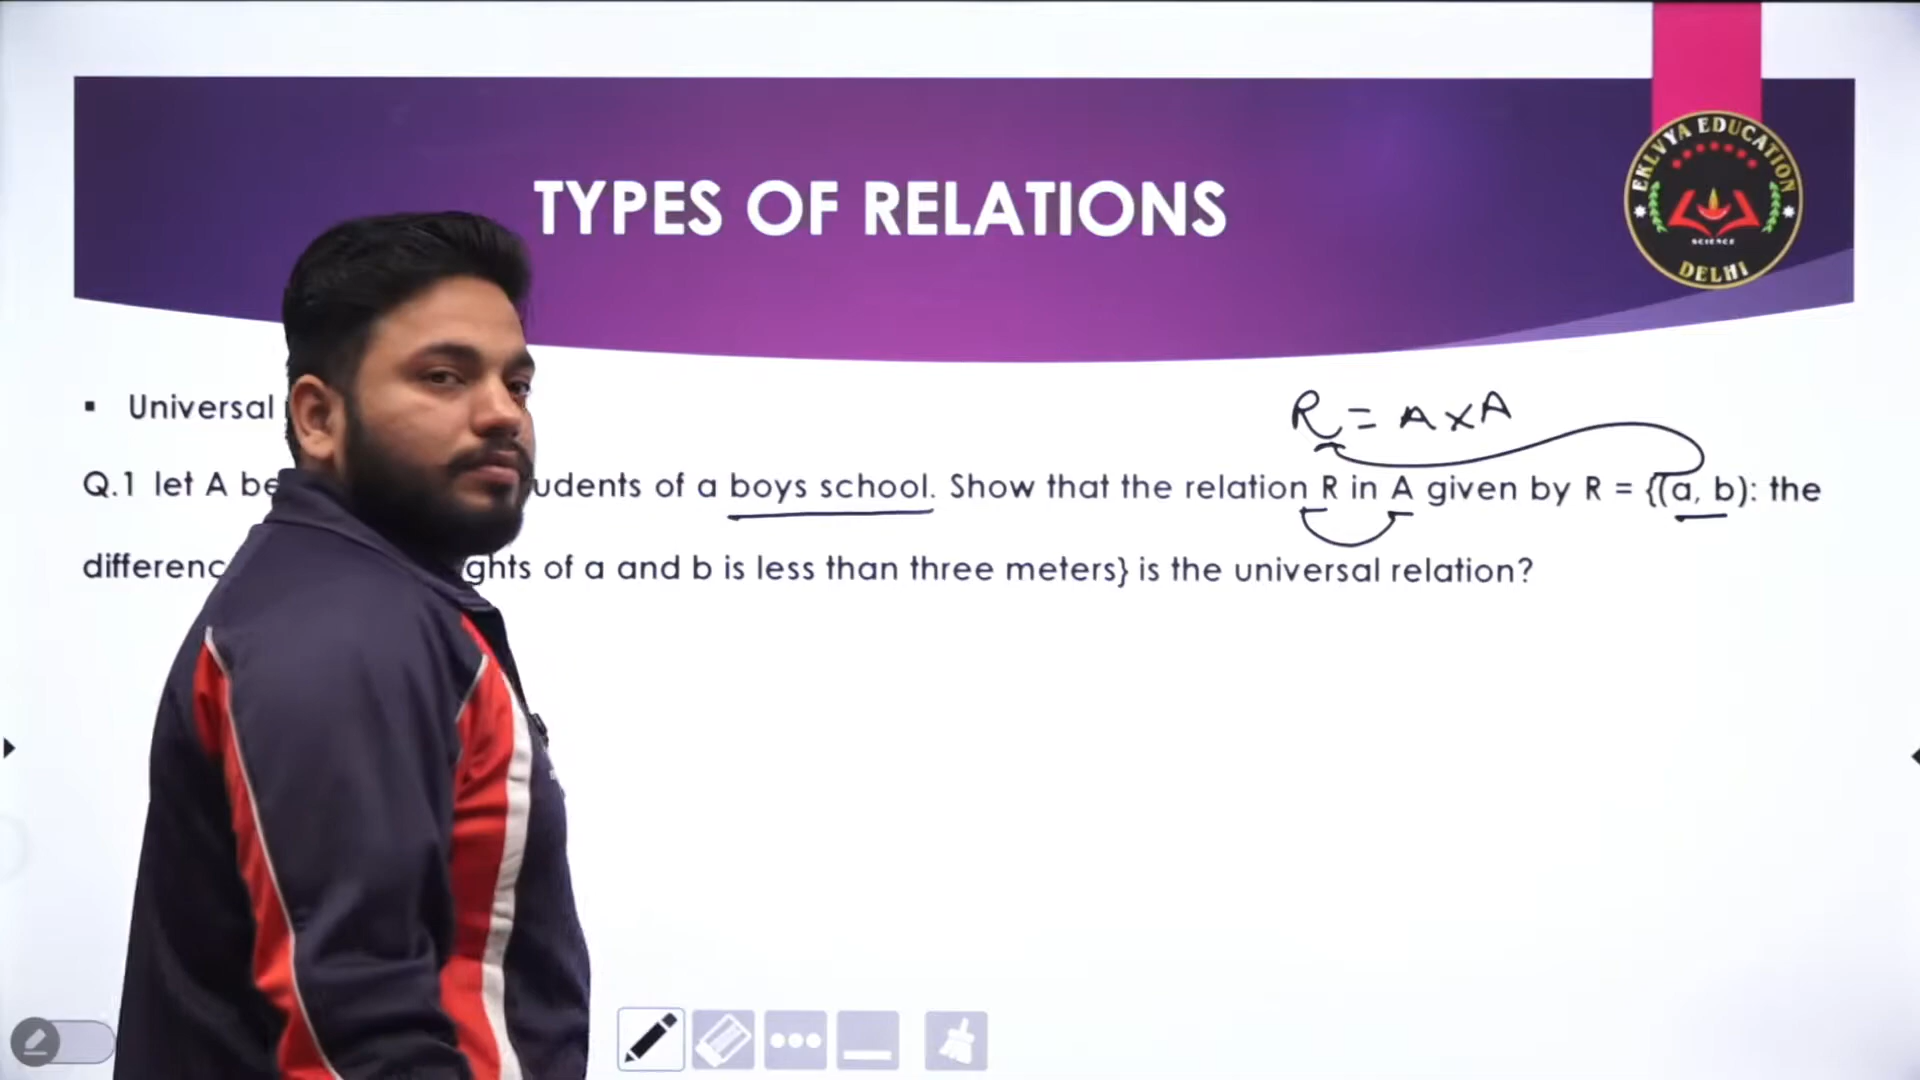 EKLVYA EDUCATION
SCIENCE
DELHI
TYPES OF RELATIONS
▪ Universal
R = A × A
Q.1 let A be udents of a boys school. Show that the relation R in A given by R = {(a, b): the
differenc ghts of a and b is less than three meters} is the universal relation?